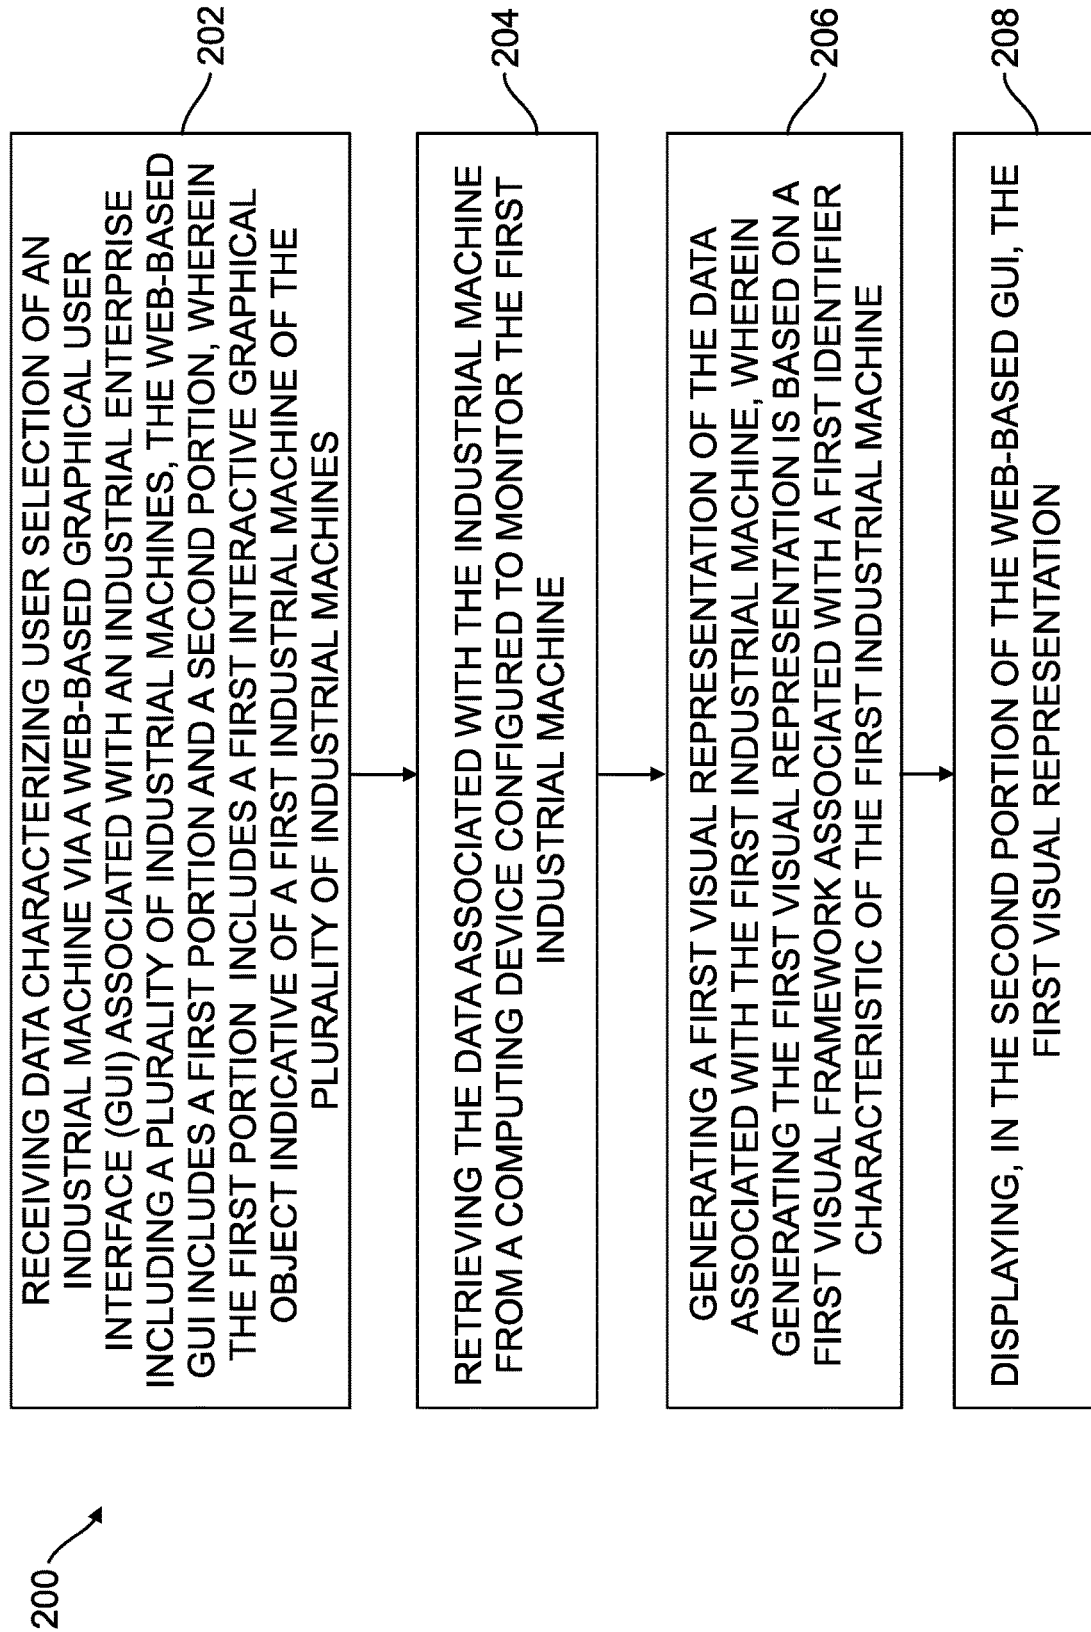 200
RECEIVING DATA CHARACTERIZING USER SELECTION OF AN
INDUSTRIAL MACHINE VIA A WEB-BASED GRAPHICAL USER
INTERFACE (GUI) ASSOCIATED WITH AN INDUSTRIAL ENTERPRISE
INCLUDING A PLURALITY OF INDUSTRIAL MACHINES, THE WEB-BASED
GUI INCLUDES A FIRST PORTION AND A SECOND PORTION, WHEREIN
THE FIRST PORTION INCLUDES A FIRST INTERACTIVE GRAPHICAL
OBJECT INDICATIVE OF A FIRST INDUSTRIAL MACHINE OF THE
PLURALITY OF INDUSTRIAL MACHINES
202
RETRIEVING THE DATA ASSOCIATED WITH THE INDUSTRIAL MACHINE
FROM A COMPUTING DEVICE CONFIGURED TO MONITOR THE FIRST
INDUSTRIAL MACHINE
204
GENERATING A FIRST VISUAL REPRESENTATION OF THE DATA
ASSOCIATED WITH THE FIRST INDUSTRIAL MACHINE, WHEREIN
GENERATING THE FIRST VISUAL REPRESENTATION IS BASED ON A
FIRST VISUAL FRAMEWORK ASSOCIATED WITH A FIRST IDENTIFIER
CHARACTERISTIC OF THE FIRST INDUSTRIAL MACHINE
206
DISPLAYING, IN THE SECOND PORTION OF THE WEB-BASED GUI, THE
FIRST VISUAL REPRESENTATION
208